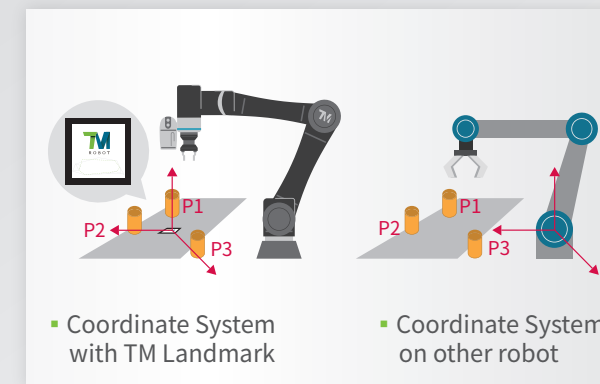 TM
ROBOT
TM
P1
P2
P3
P1
P2
P3
▪ Coordinate System
with TM Landmark
▪ Coordinate System
on other robot